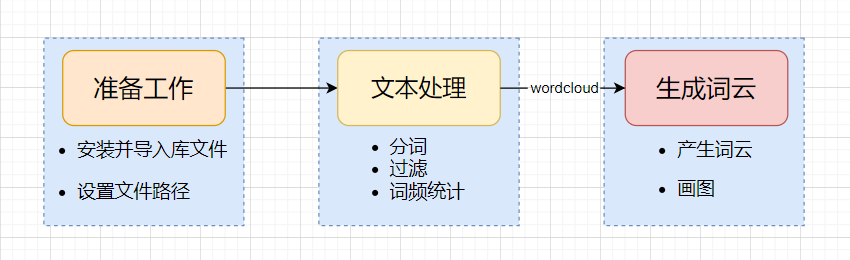 准备工作
安装并导入库文件
设置文件路径
文本处理
分词
过滤
词频统计
wordcloud
生成词云
产生词云
画图